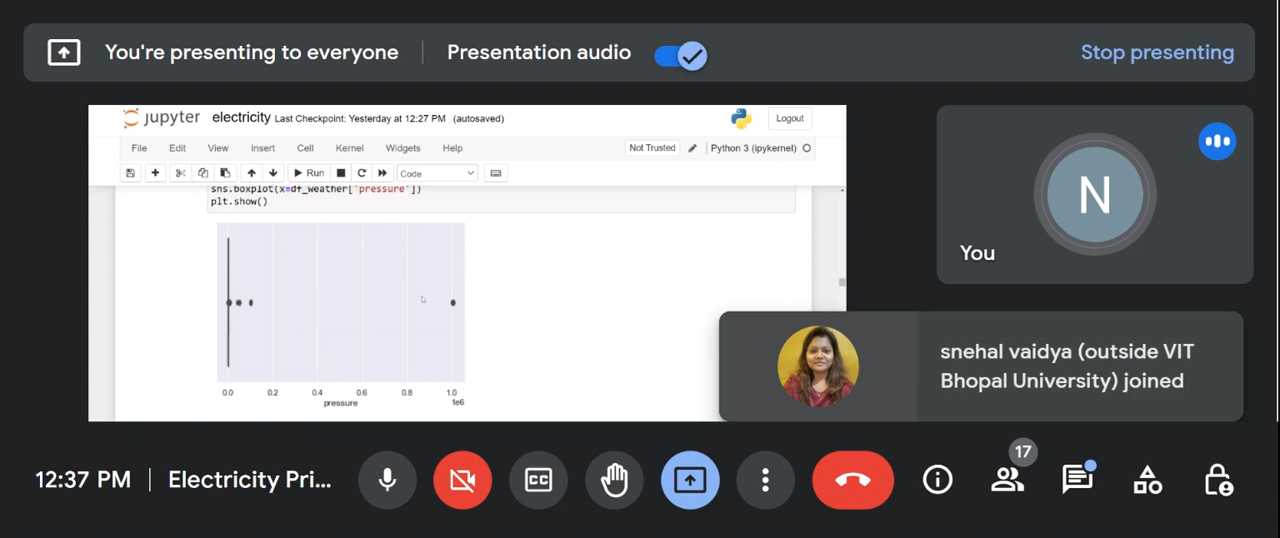 You're presenting to everyone
Presentation audio
Stop presenting
jupyter electricity Last Checkpoint: Yesterday at 12:27 PM (autosaved)
Logout
File Edit View Insert Cell Kernel Widgets Help
Not Trusted
Python 3 (ipykernel)
Run
Code
sns.boxplot(x=df_weather['pressure'])
plt.show()
0.0 0.2 0.4 0.6 0.8 1.0
pressure
1e6
N
You
snehal vaidya (outside VIT
Bhopal University) joined
12:37 PM
Electricity Pri...
CC
17